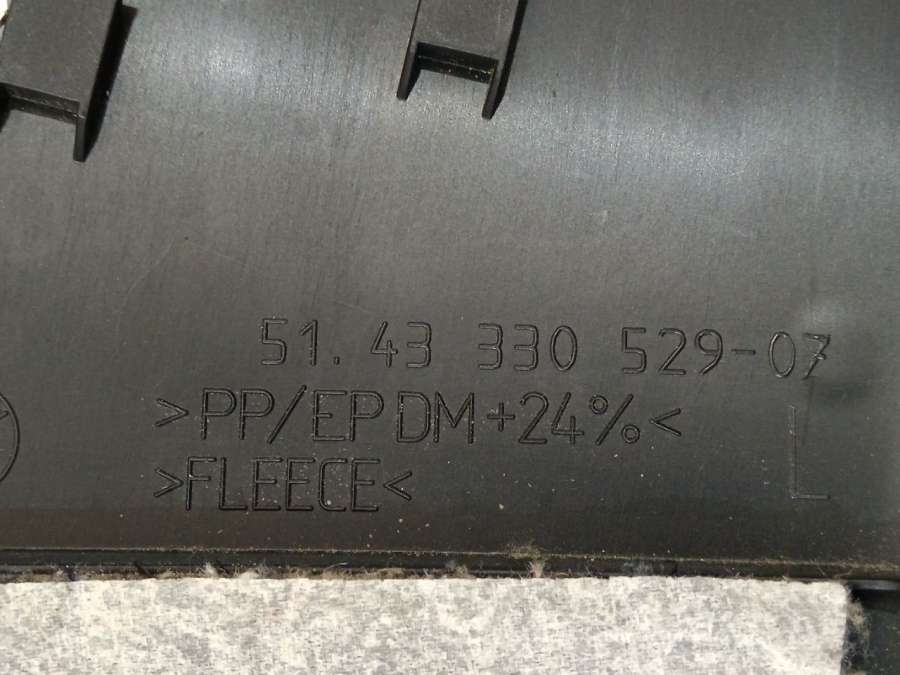 51.43 330 529-07
>PP/EPDM+24%<
L
>FLEECE<